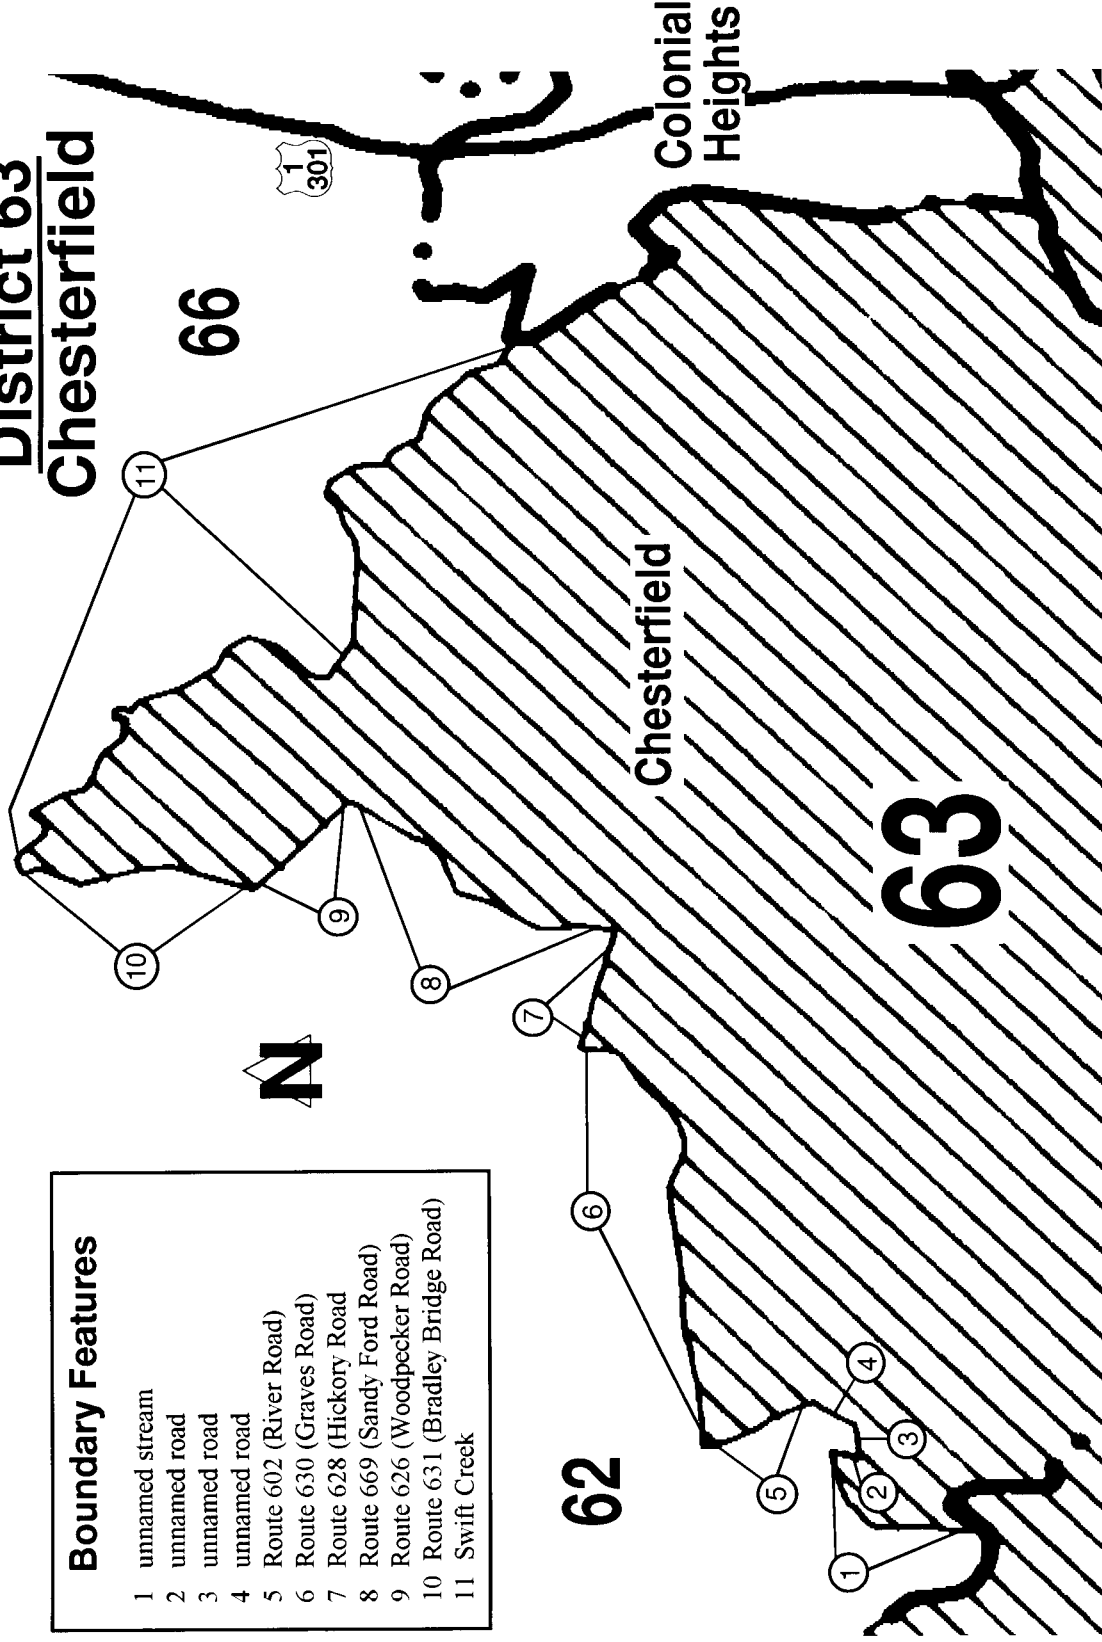 District 63
Chesterfield
66
1
301
Colonial
Heights
11
10
9
8
7
N
6
Chesterfield
63
62
5
4
3
2
1
Boundary Features
1 unnamed stream
2 unnamed road
3 unnamed road
4 unnamed road
5 Route 602 (River Road)
6 Route 630 (Graves Road)
7 Route 628 (Hickory Road
8 Route 669 (Sandy Ford Road)
9 Route 626 (Woodpecker Road)
10 Route 631 (Bradley Bridge Road)
11 Swift Creek